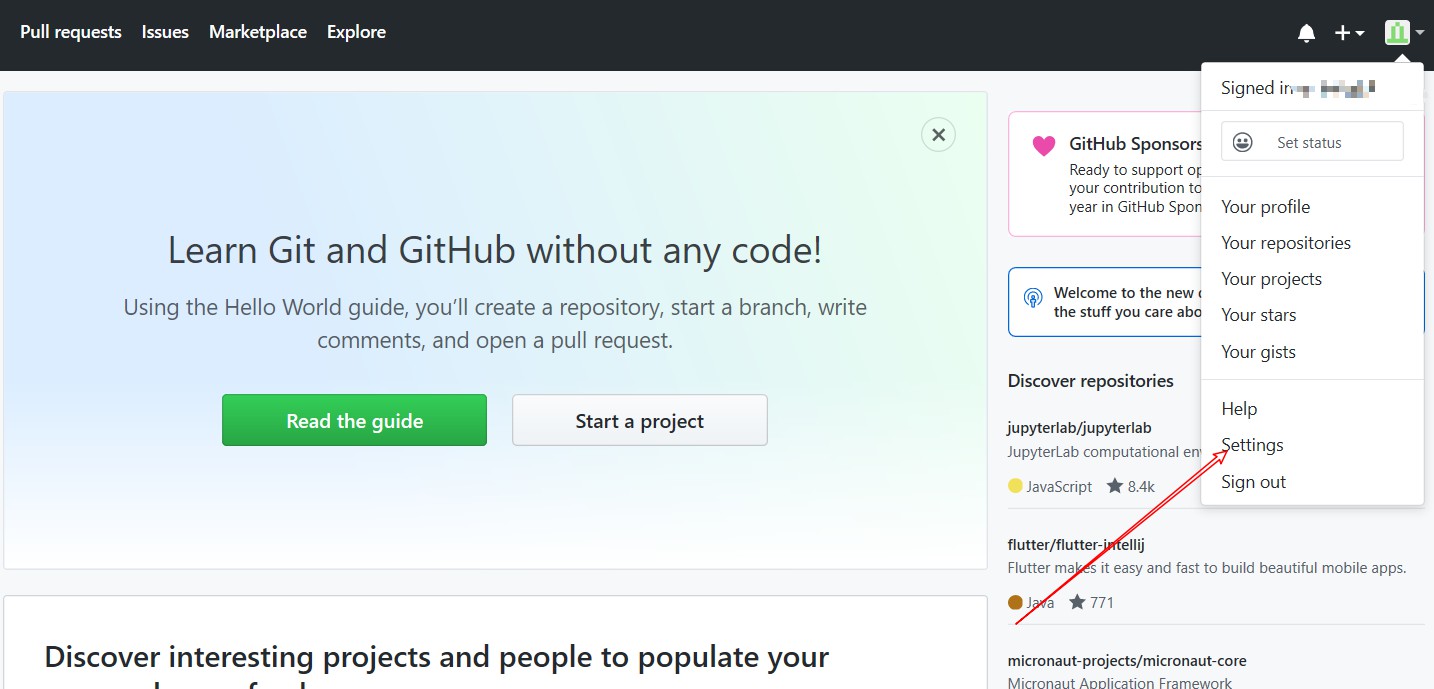 Pull requests Issues Marketplace Explore
Signed in
Set status
Your profile
Your repositories
Your projects
Your stars
Your gists
Help
Settings
Sign out
Learn Git and GitHub without any code!
Using the Hello World guide, you’ll create a repository, start a branch, write
comments, and open a pull request.
Read the guide
Start a project
Discover interesting projects and people to populate your
GitHub Sponsors
Ready to support op
your contribution to
year in GitHub Spon
Welcome to the new
the stuff you care abo
Discover repositories
jupyterlab/jupyterlab
JupyterLab computational en
JavaScript 8.4k
flutter/flutter-intellij
Flutter makes it easy and fast to build beautiful mobile apps.
Java 771
micronaut-projects/micronaut-core
Micronaut Application Framework